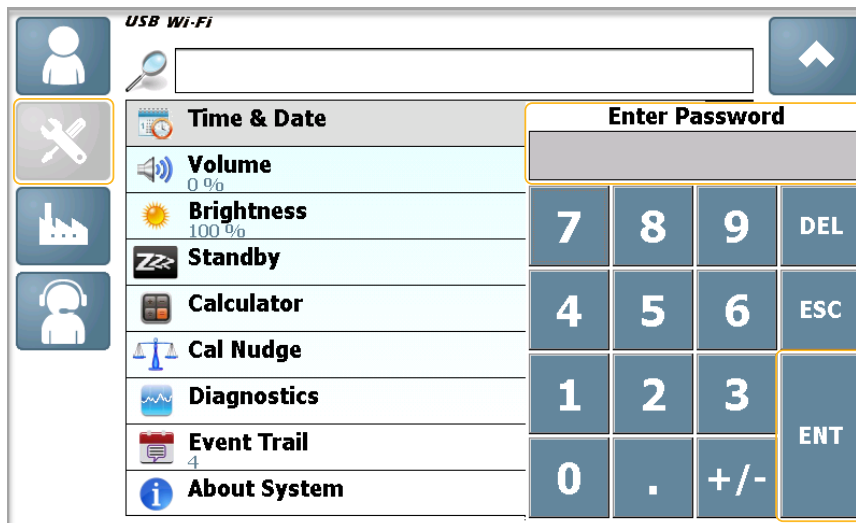 USB Wi-Fi
Time & Date
Volume
0 %
Brightness
100 %
Zzz
Standby
Calculator
Cal Nudge
Diagnostics
Event Trail
4
About System
Enter Password
7 8 9 DEL
4 5 6 ESC
1 2 3
ENT
0 . +/-